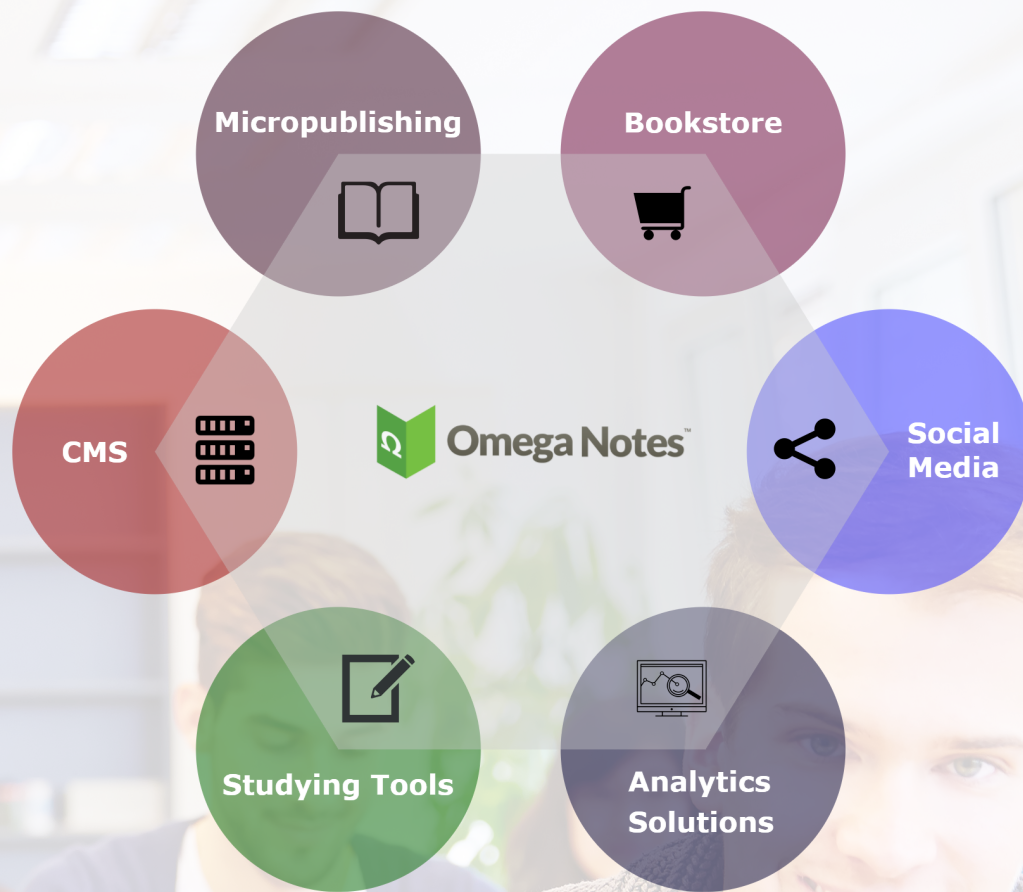 Micropublishing
Bookstore
CMS
Ω
Omega Notes™
Social
Media
Studying Tools
Analytics
Solutions